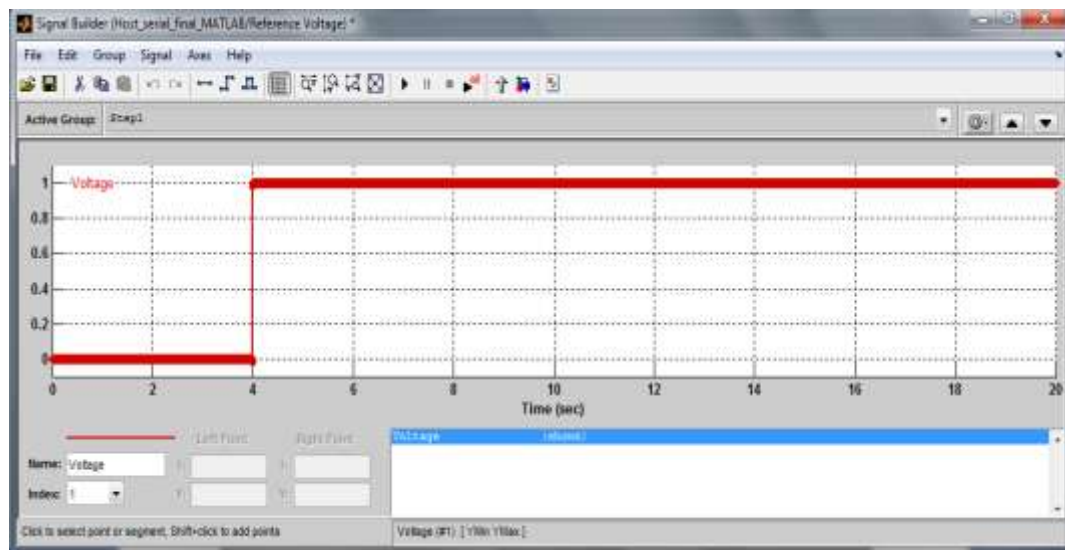 Signal Builder (Host_serial_final_MATLAB/Reference Voltage) *
File Edit Group Signal Axes Help
Active Group: Step1
Voltage
1
0.8
0.6
0.4
0.2
0
0 2 4 6 8 10 12 14 16 18 20
Time (sec)
Left Point Right Point
Voltage (shown)
Name: Voltage T: T:
Index: 1 Y: Y:
Click to select point or segment, Shift+click to add points
Voltage (#1) [ YMin YMax ]